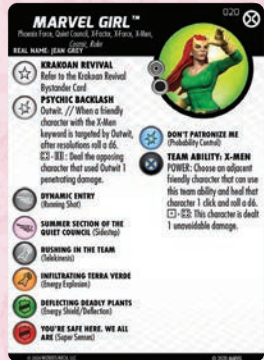 MARVEL GIRL™
020
Phoenix Force, Quiet Council, X-Factor, X-Force, X-Men,
Cosmic, Ruler
REAL NAME: JEAN GREY
KRAKOAN REVIVAL
Refer to the Krakoan Revival
Bystander Card
PSYCHIC BACKLASH
Outwit. // When a friendly
character with the X-Men
keyword is targeted by Outwit,
after resolutions roll a d6.
Deal the opposing
character that used Outwit 1
penetrating damage.
DYNAMIC ENTRY
(Running Shot)
SUMMER SECTION OF THE
QUIET COUNCIL (Sidestep)
RUSHING IN THE TEAM
(Telekinesis)
INFILTRATING TERRA VERDE
(Energy Explosion)
DEFLECTING DEADLY PLANTS
(Energy Shield/Deflection)
YOU'RE SAFE HERE. WE ALL
ARE (Super Senses)
DON'T PATRONIZE ME
(Probability Control)
TEAM ABILITY: X-MEN
POWER: Choose an adjacent
friendly character that can use
this team ability and heal that
character 1 click and roll a d6.
This character is dealt
1 unavoidable damage.
MARVEL